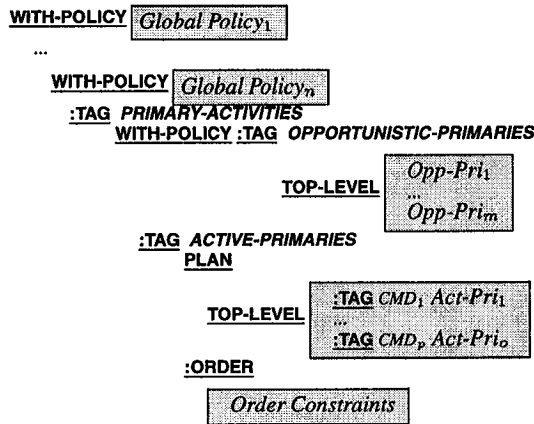 WITH-POLICY Global Policy₁
...
WITH-POLICY Global Policyₙ
:TAG PRIMARY-ACTIVITIES
WITH-POLICY :TAG OPPORTUNISTIC-PRIMARIES
Opp-Pri₁
TOP-LEVEL ...
Opp-Priₘ
:TAG ACTIVE-PRIMARIES
PLAN
:TAG CMD₁ Act-Pri₁
TOP-LEVEL ...
:TAG CMDₚ Act-Priₒ
:ORDER
Order Constraints